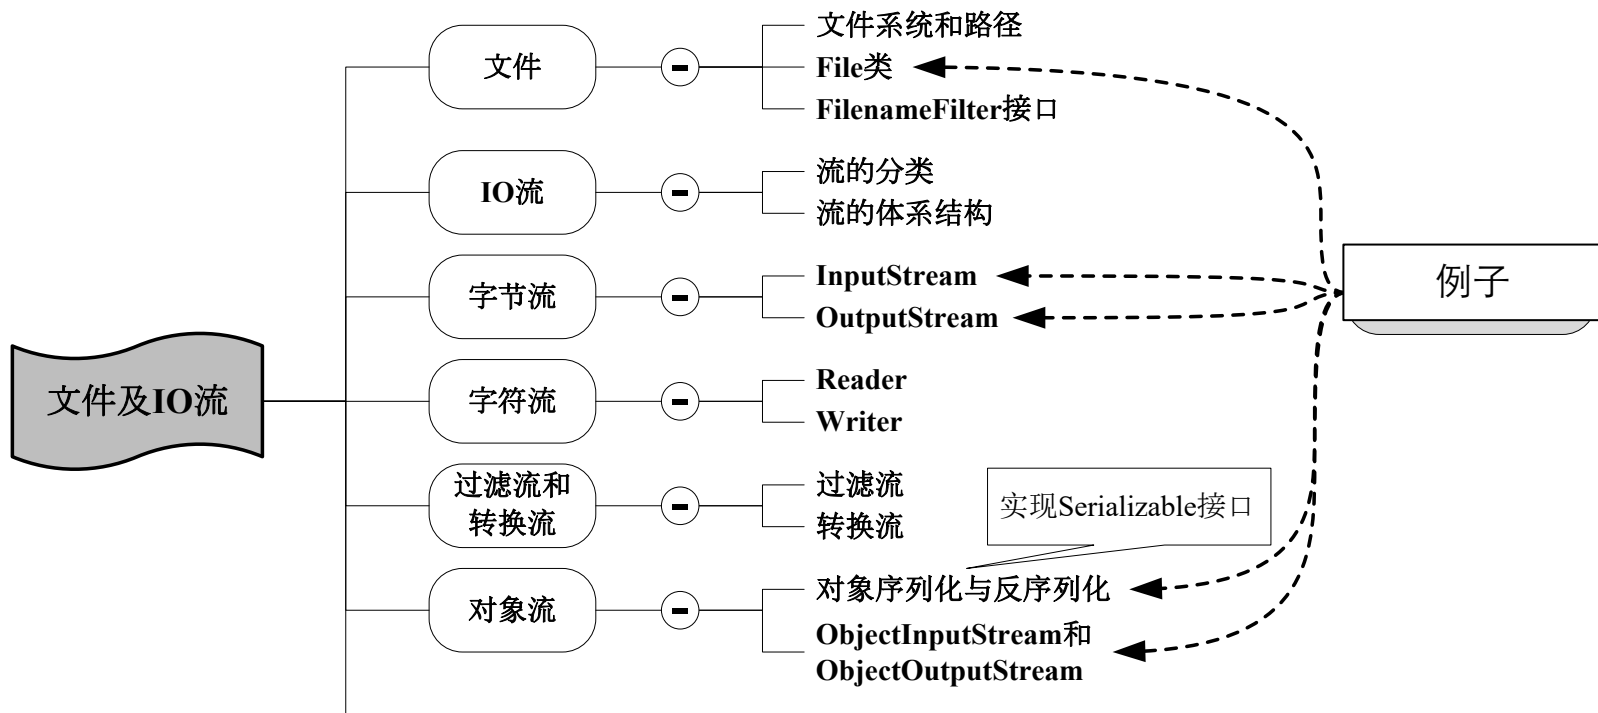 文件及IO流
文件
文件系统和路径
File类
FilenameFilter接口
IO流
流的分类
流的体系结构
字节流
InputStream
OutputStream
字符流
Reader
Writer
过滤流和
转换流
过滤流
转换流
对象流
实现Serializable接口
对象序列化与反序列化
ObjectInputStream和
ObjectOutputStream
例子